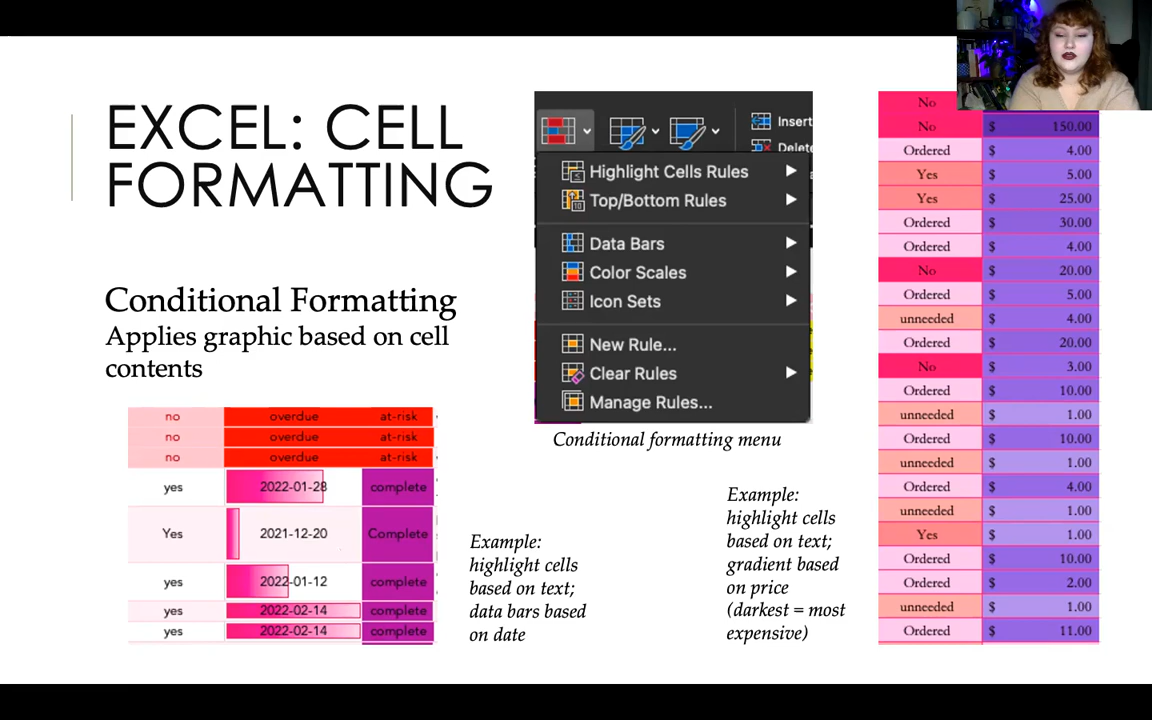 EXCEL: CELL
FORMATTING
Conditional Formatting
Applies graphic based on cell
contents
no overdue at-risk
no overdue at-risk
no overdue at-risk
yes 2022-01-28 complete
Yes 2021-12-20 Complete
yes 2022-01-12 complete
yes 2022-02-14 complete
yes 2022-02-14 complete
Example:
highlight cells
based on text;
data bars based
on date
Insert
Delete
Highlight Cells Rules
Top/Bottom Rules
Data Bars
Color Scales
Icon Sets
New Rule...
Clear Rules
Manage Rules...
Conditional formatting menu
Example:
highlight cells
based on text;
gradient based
on price
(darkest = most
expensive)
No
No $ 150.00
Ordered $ 4.00
Yes $ 5.00
Yes $ 25.00
Ordered $ 30.00
Ordered $ 4.00
No $ 20.00
Ordered $ 5.00
unneeded $ 4.00
Ordered $ 20.00
No $ 3.00
Ordered $ 10.00
unneeded $ 1.00
Ordered $ 10.00
unneeded $ 1.00
Ordered $ 4.00
unneeded $ 1.00
Yes $ 1.00
Ordered $ 10.00
Ordered $ 2.00
unneeded $ 1.00
Ordered $ 11.00